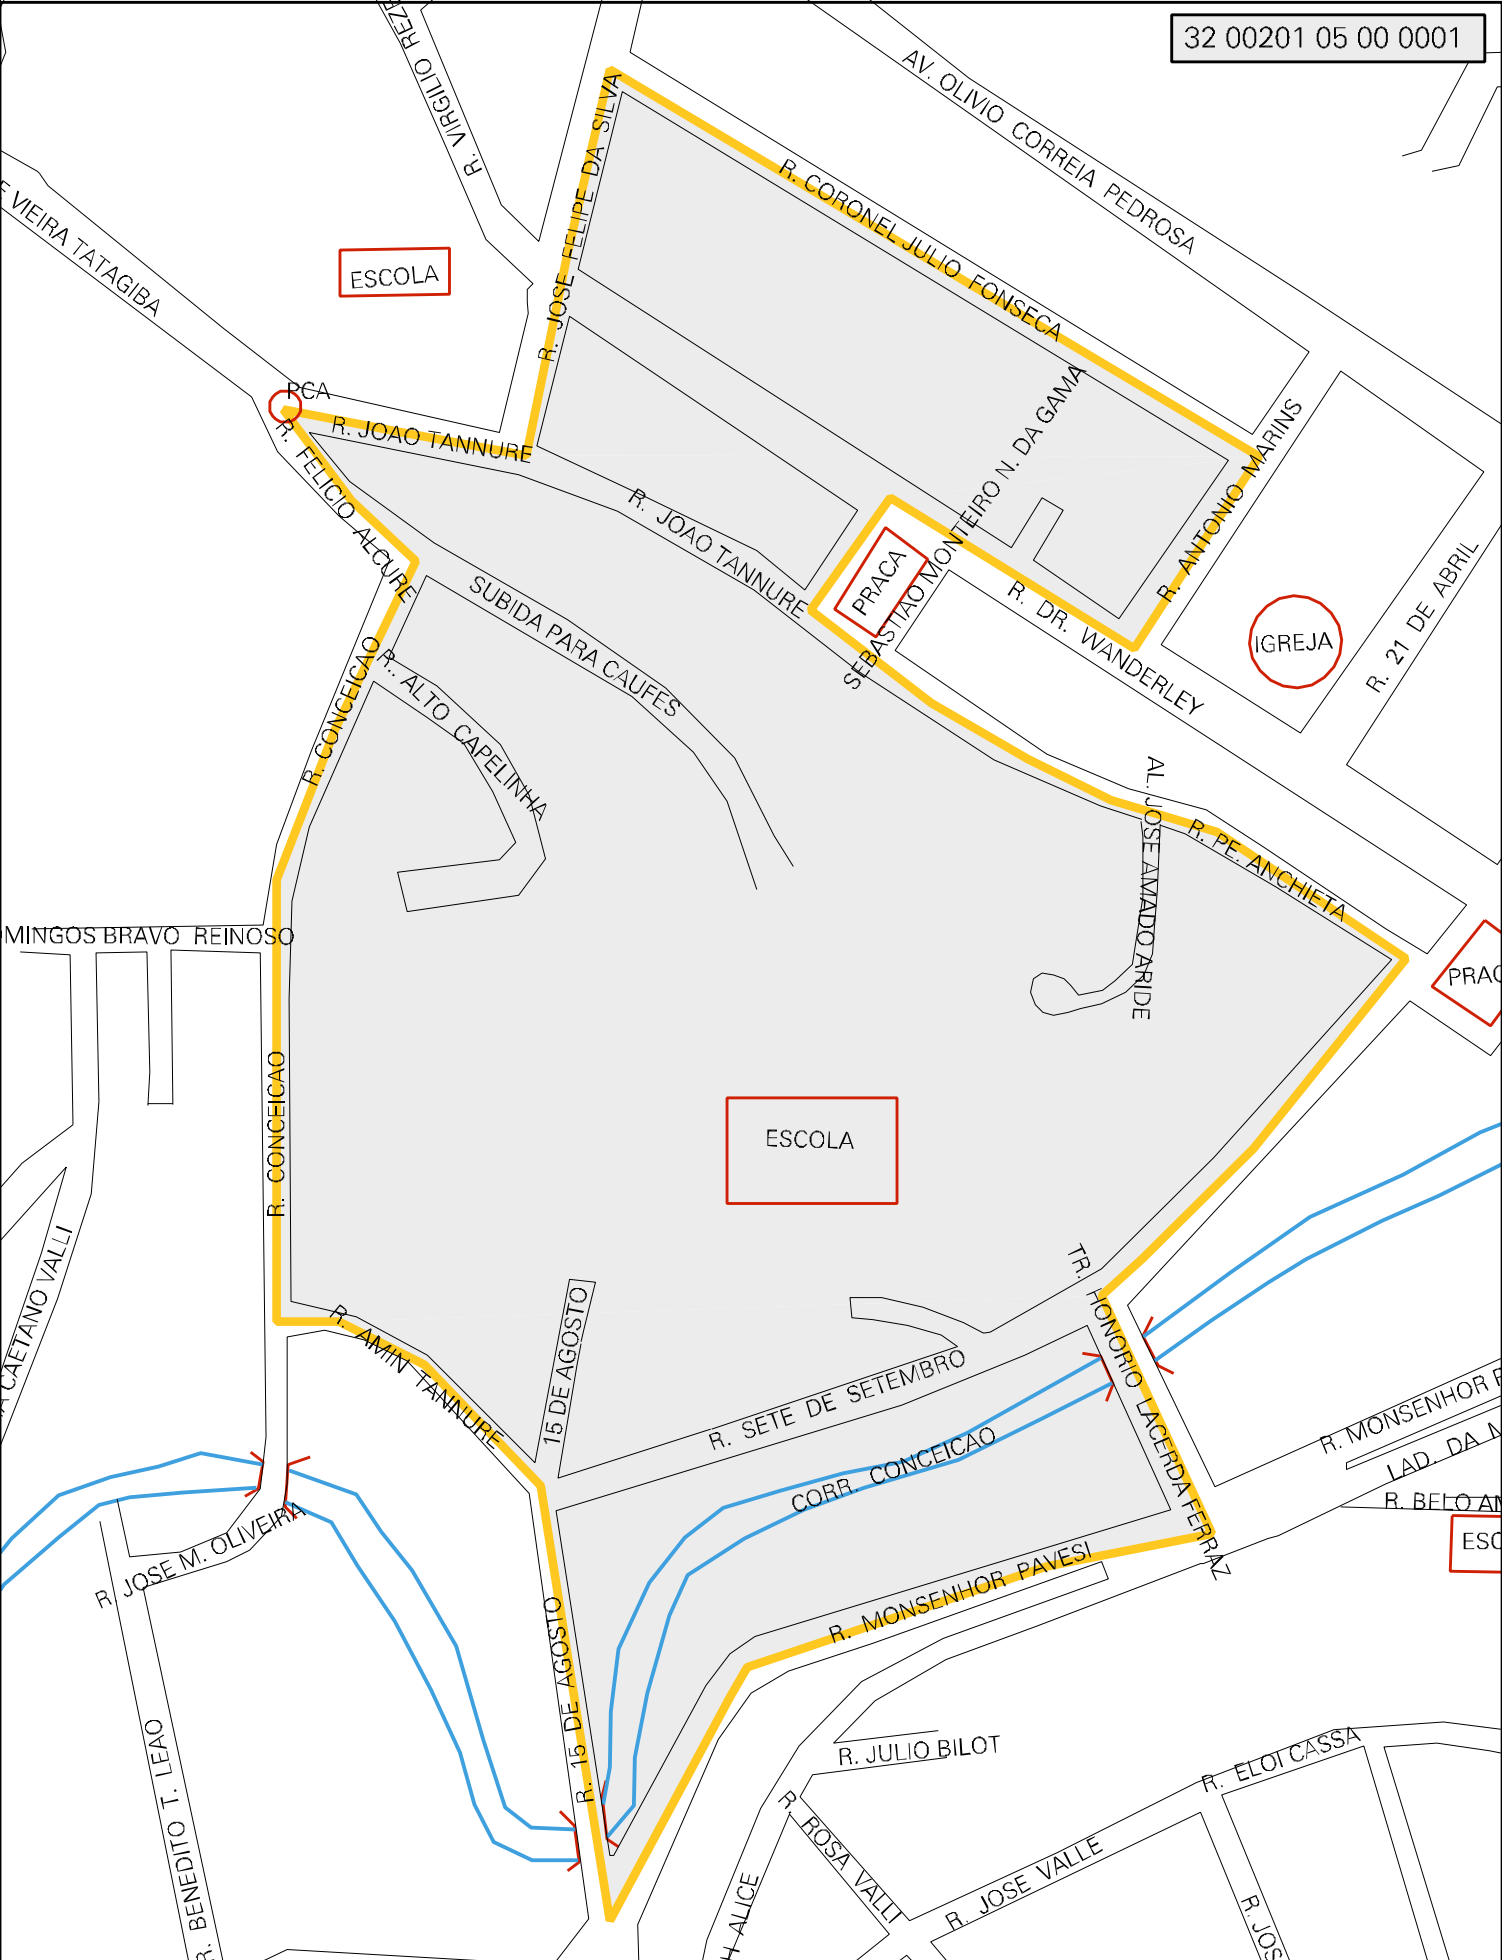 32 00201 05 00 0001
AV. OLIVIO CORREIA PEDROSA
R. VIRGILIO REZE
R. JOSE FELIPE DA SILVA
R. CORONEL JULIO FONSECA
VIEIRA TATAGIBA
ESCOLA
PCA
R. JOAO TANNURE
R. FELICIO ALCURE
R. JOAO TANNURE
SEBASTIAO MONTEIRO N. DA GAMA
R. ANTONIO MARINS
PRACA
R. DR. WANDERLEY
IGREJA
R. 21 DE ABRIL
SUBIDA PARA CAUFES
R. CONCEICAO
R.. ALTO CAPELINHA
AL. JOSE AMADO ARIDE
R. PE. ANCHIETA
MINGOS BRAVO REINOSO
PRAC
R. CONCEICAO
ESCOLA
CAETANO VALLI
R. AMIN TANNURE
15 DE AGOSTO
TR. HONORIO LACERDA FERRAZ
R. SETE DE SETEMBRO
CORR. CONCEICAO
R. MONSENHOR P
LAD. DA M
R. BELO AM
ESC
R. JOSE M. OLIVEIRA
R. MONSENHOR PAVESI
R. 15 DE AGOSTO
R. BENEDITO T. LEAO
R. JULIO BILOT
R. ELOI CASSA
R. ROSA VALLI
R. JOSE VALLE
R. JOS
H ALICE